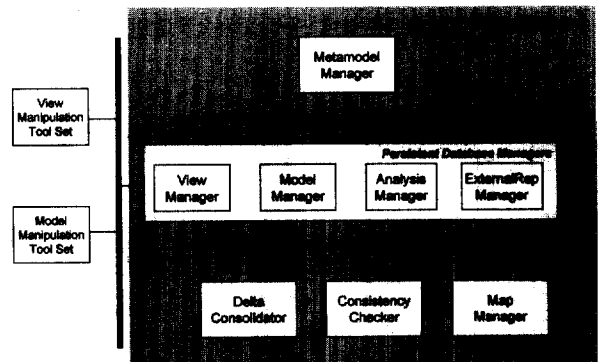 Metamodel
Manager
View
Manipulation
Tool Set
Persistent Database Managers
View
Manager
Model
Manager
Analysis
Manager
ExternalRep
Manager
Model
Manipulation
Tool Set
Delta
Consolidator
Consistency
Checker
Map
Manager